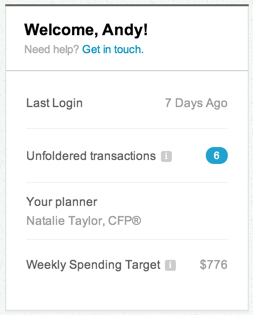 Welcome, Andy!
Need help? Get in touch.
Last Login 7 Days Ago
Unfoldered transactions i 6
Your planner
Natalie Taylor, CFP®
Weekly Spending Target i $776